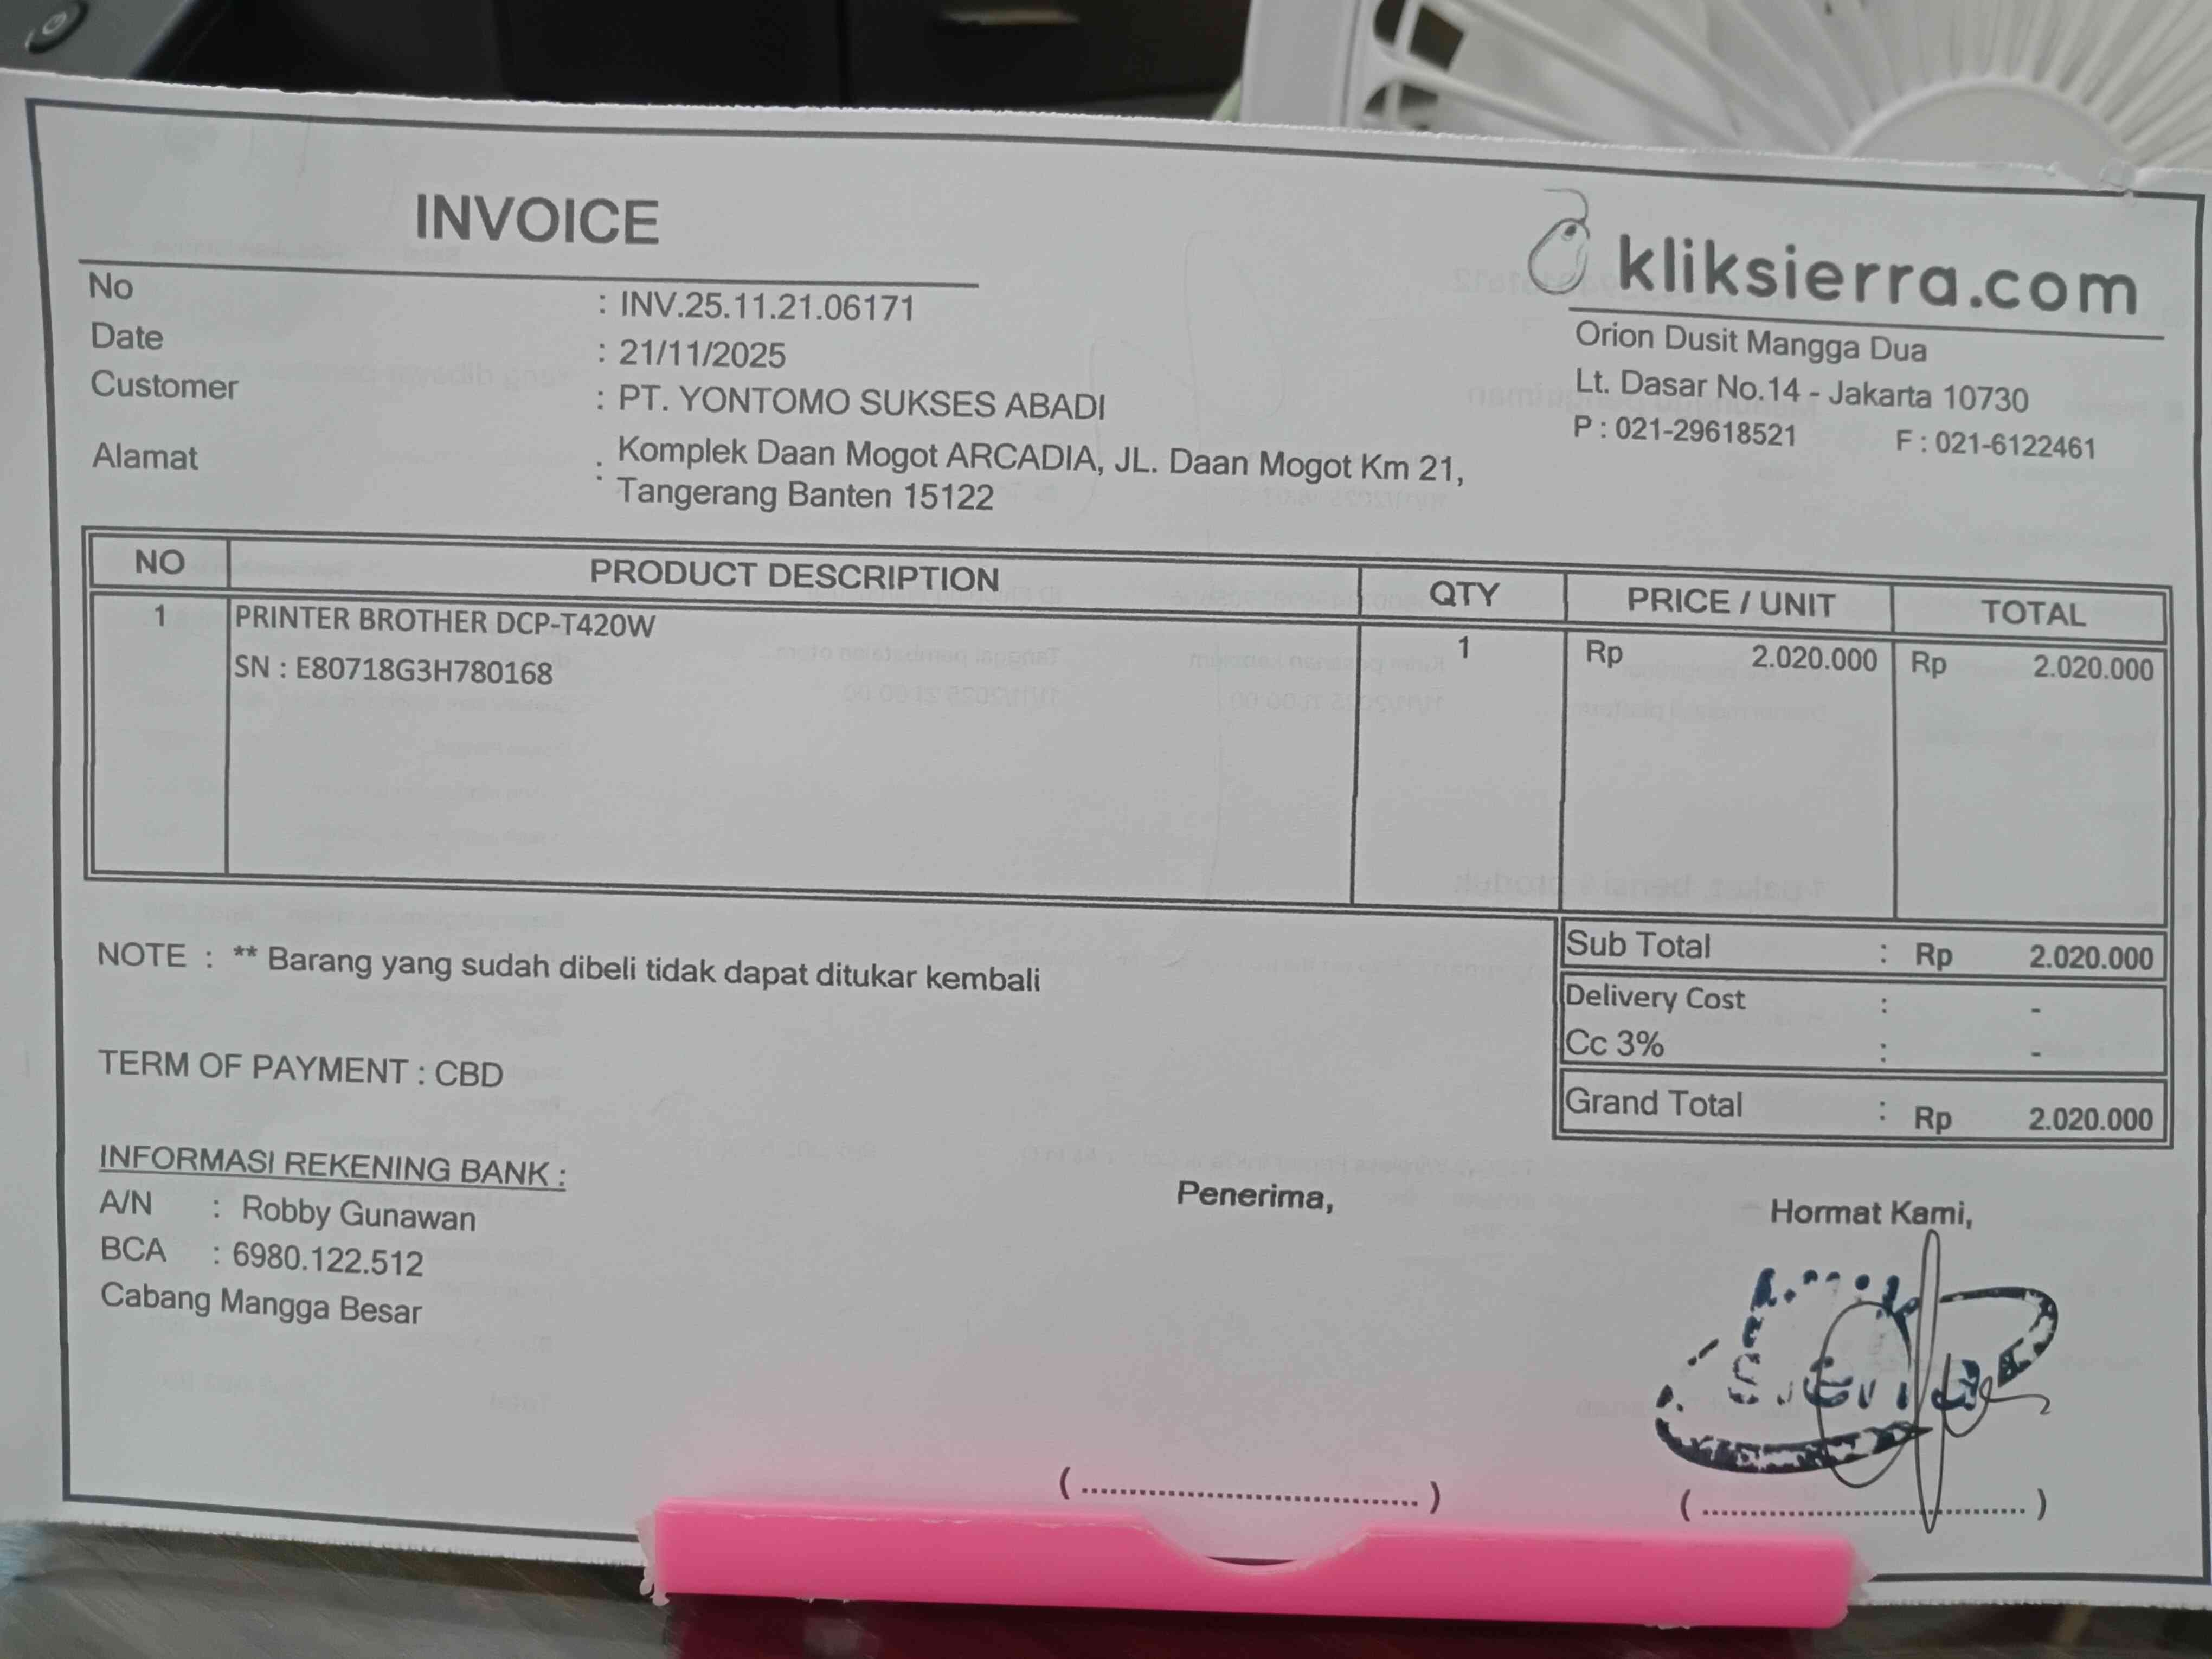 INVOICE
kliksierra.com
Orion Dusit Mangga Dua
Lt. Dasar No.14 - Jakarta 10730
P : 021-29618521 F : 021-6122461
No : INV.25.11.21.06171
Date : 21/11/2025
Customer : PT. YONTOMO SUKSES ABADI
Alamat : Komplek Daan Mogot ARCADIA, JL. Daan Mogot Km 21,
Tangerang Banten 15122
NO PRODUCT DESCRIPTION QTY PRICE / UNIT TOTAL
1 PRINTER BROTHER DCP-T420W 1 Rp 2.020.000 Rp 2.020.000
SN : E80718G3H780168
NOTE : ** Barang yang sudah dibeli tidak dapat ditukar kembali
Sub Total : Rp 2.020.000
Delivery Cost : -
Cc 3% : -
Grand Total : Rp 2.020.000
TERM OF PAYMENT : CBD
INFORMASI REKENING BANK :
A/N : Robby Gunawan
BCA : 6980.122.512
Cabang Mangga Besar
Penerima,
Hormat Kami,
(........................................)
(........................................)